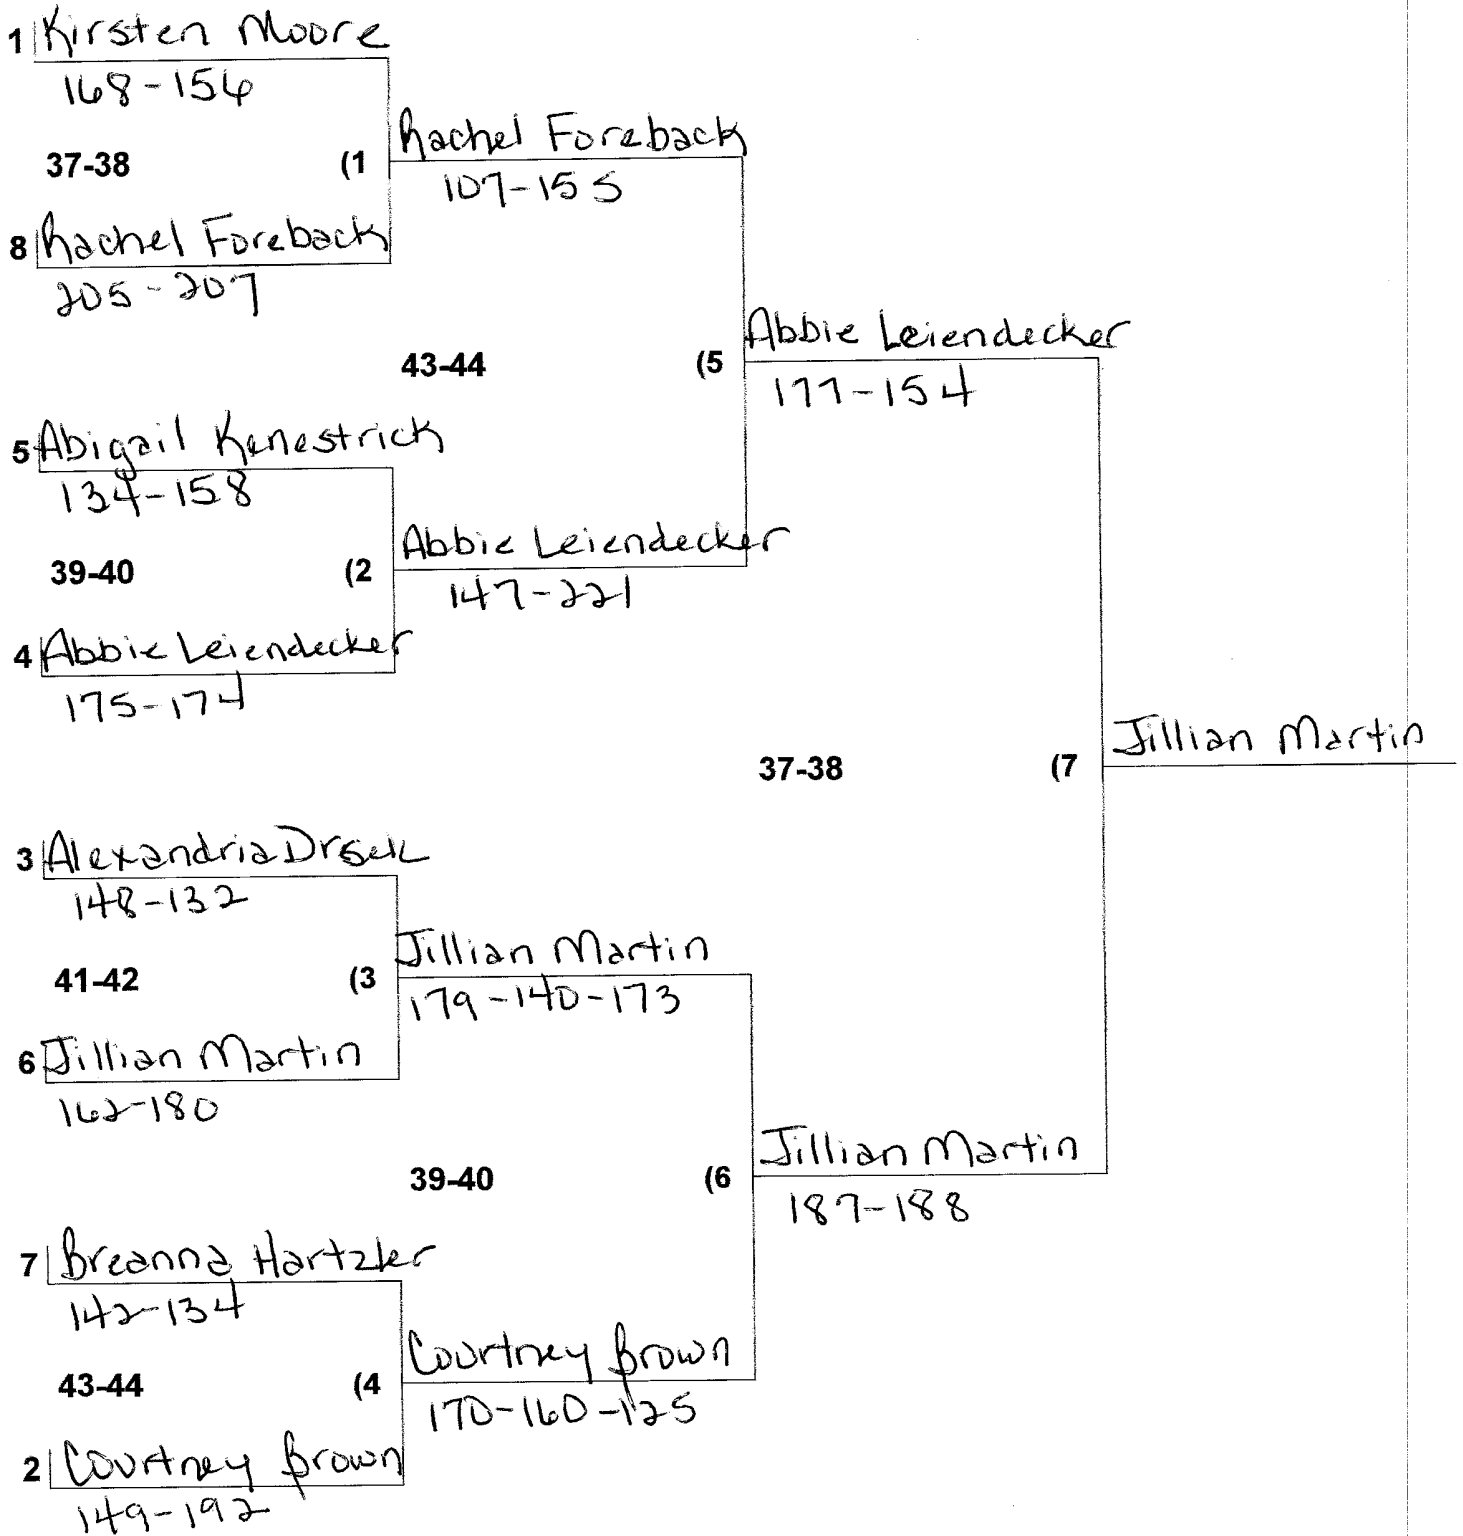 1 Kirsten Moore
168-156
37-38 (1
Rachel Foreback
107-155
8 Rachel Foreback
205-207
43-44 (5
Abbie Leiendecker
177-154
5 Abigail Kenestrick
134-158
39-40 (2
Abbie Leiendecker
147-221
4 Abbie Leiendecker
175-174
37-38 (7
Jillian Martin
3 Alexandria
148-132
41-42 (3
Jillian Martin
179-140-173
6 Jillian Martin
162-180
39-40 (6
Jillian Martin
187-188
7 Breanna Hartzler
142-134
43-44 (4
Courtney Brown
170-160-125
2 Courtney Brown
149-192